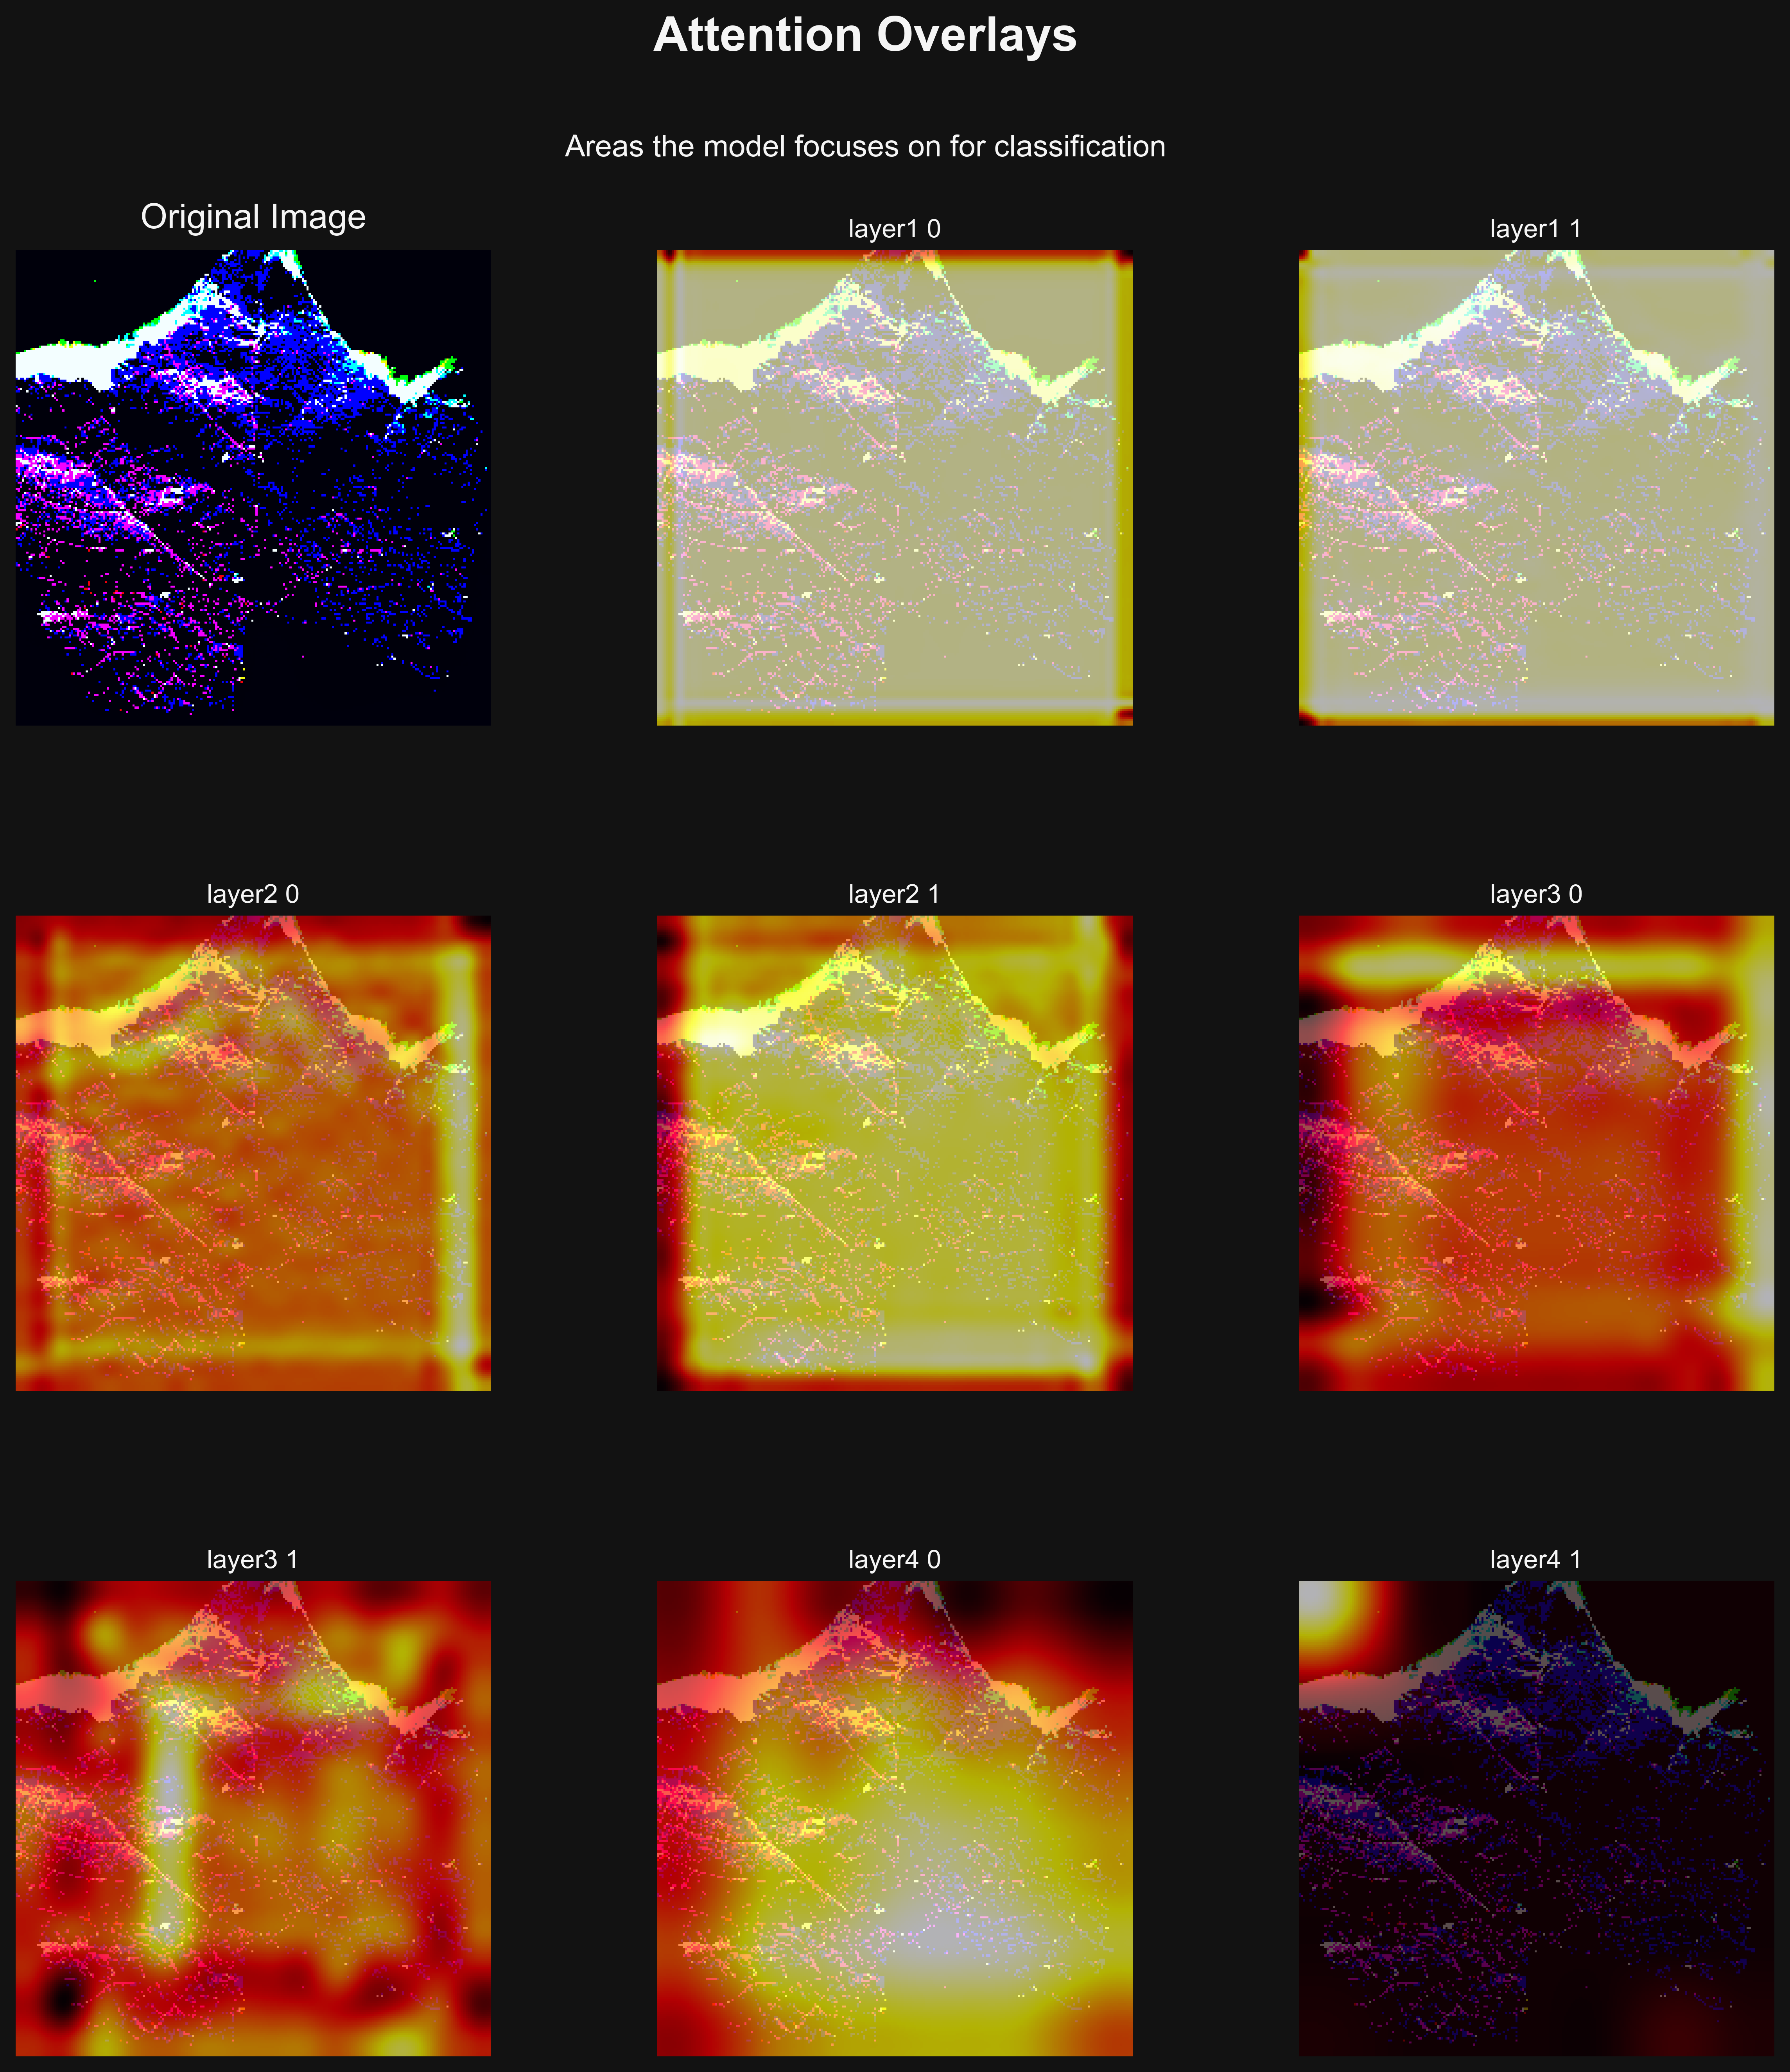 Attention Overlays
Areas the model focuses on for classification
Original Image
layer1 0
layer1 1
layer2 0
layer2 1
layer3 0
layer3 1
layer4 0
layer4 1